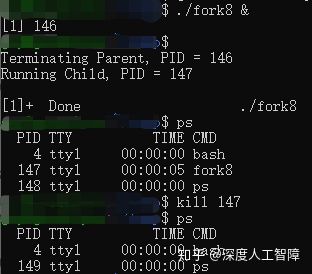 $ ./fork8 &
[1] 146
$
Terminating Parent, PID = 146
Running Child, PID = 147
[1]+  Done                    ./fork8
$ ps
  PID TTY          TIME CMD
    4 tty1     00:00:00 bash
  147 tty1     00:00:05 fork8
  148 tty1     00:00:00 ps
$ kill 147
$ ps
  PID TTY          TIME CMD
    4 tty1     00:00:00 bash
  149 tty1     00:00:00 ps
知乎 @深度人工智障